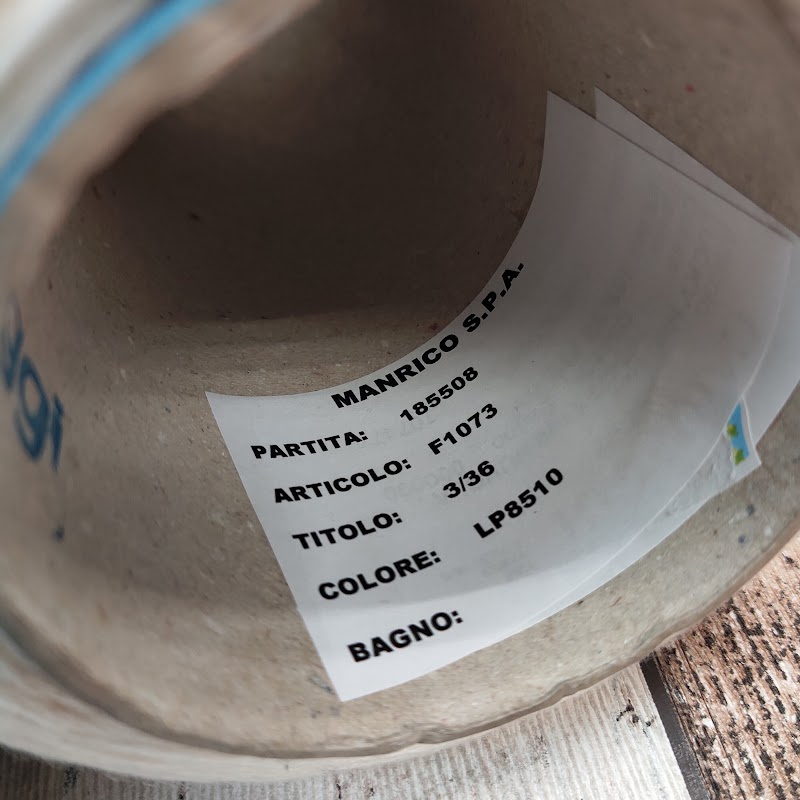 MANRICO S.P.A.
PARTITA: 185508
ARTICOLO: F1073
TITOLO: 3/36
COLORE: LP8510
BAGNO: